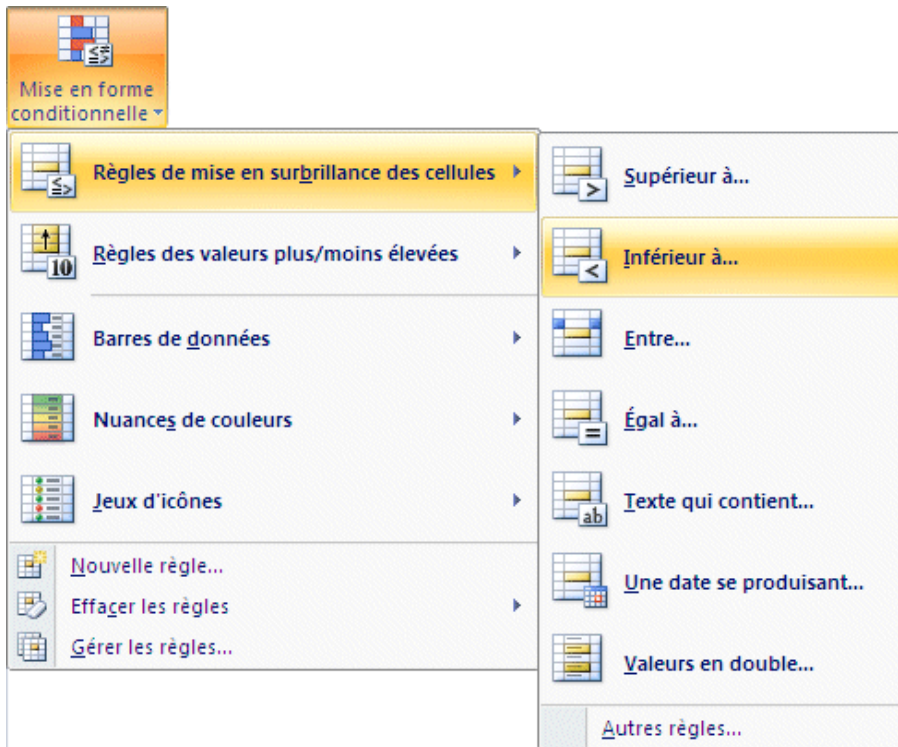 Mise en forme
conditionnelle
Règles de mise en surbrillance des cellules
Règles des valeurs plus/moins élevées
10
Barres de données
Nuances de couleurs
Jeux d'icônes
Nouvelle règle...
Effacer les règles
Gérer les règles...
Supérieur à...
Inférieur à...
Entre...
Égal à...
ab
Texte qui contient...
Une date se produisant...
Valeurs en double...
Autres règles...